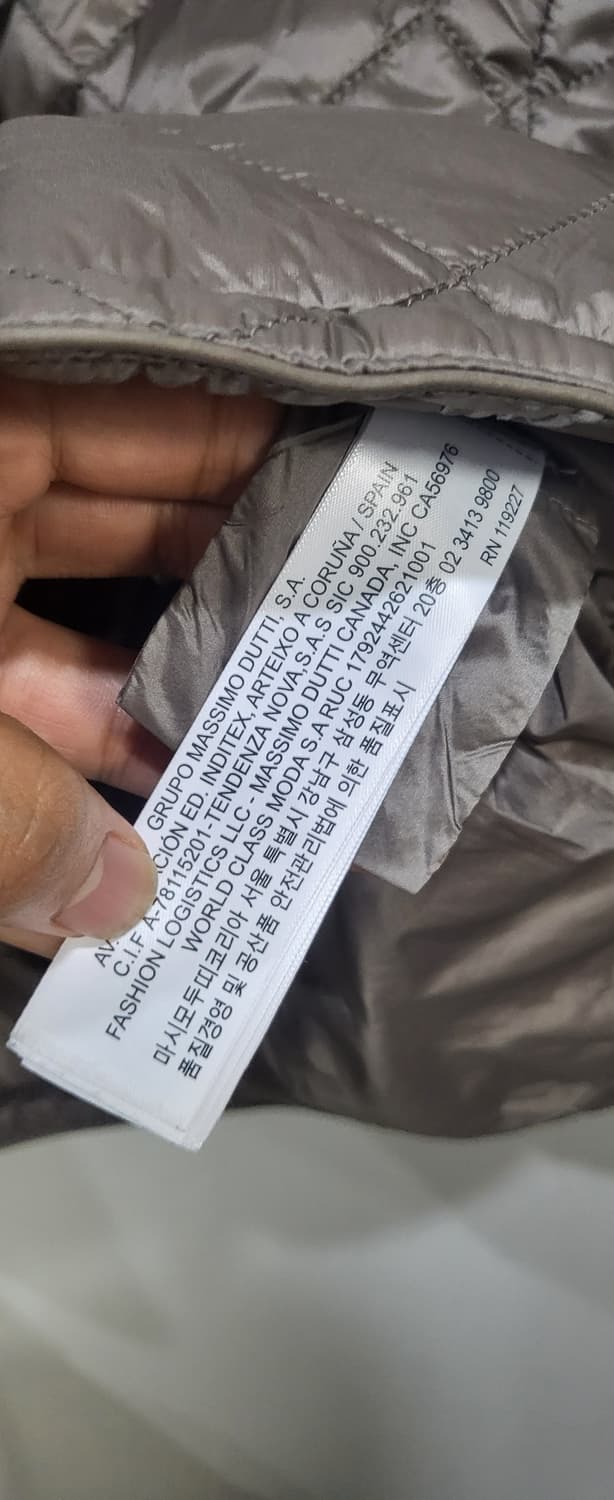 GRUPO MASSIMO DUTTI, S.A.
AV. ACIÓN ED. INDITEX, ARTEIXO A CORUÑA / SPAIN
C.I.F A-78115201-TENDENZA NOVA,S.A.S SIC 900.232.961
FASHION LOGISTICS LLC - MASSIMO DUTTI CANADA, INC CA56976
WORLD CLASS MODA S.A RUC 1792442621001
마시모두띠코리아 서울 특별시 강남구 삼성동 무역센터 20층 02 3413 9800
품질경영 및 공산품 안전관리법에 의한 품질표시
RN 119227